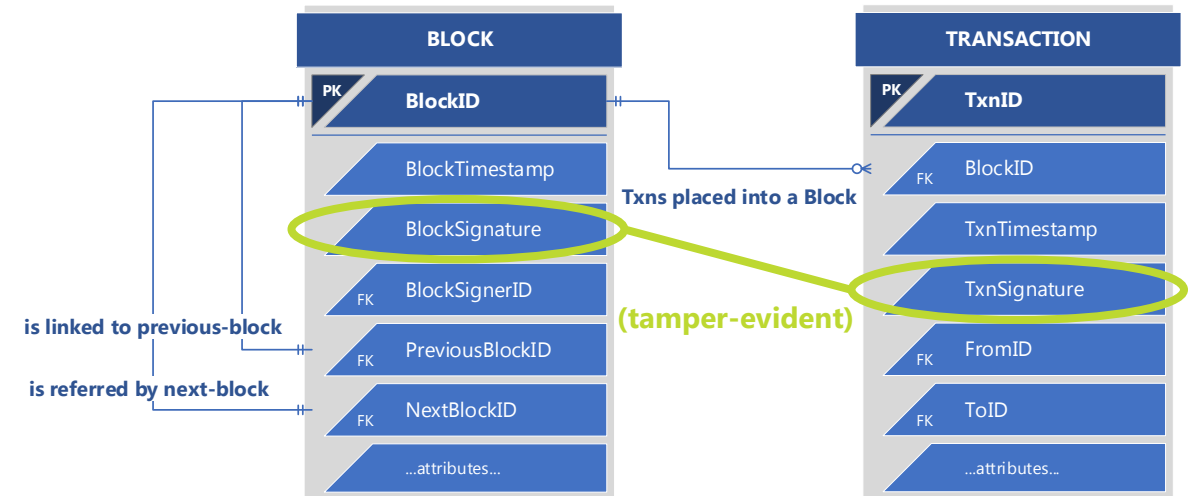 BLOCK
PK
BlockID
BlockTimestamp
BlockSignature
FK
BlockSignerID
FK
PreviousBlockID
FK
NextBlockID
...attributes...
is linked to previous-block
is referred by next-block
Txns placed into a Block
(tamper-evident)
TRANSACTION
PK
TxnID
FK
BlockID
TxnTimestamp
TxnSignature
FK
FromID
FK
ToID
...attributes...